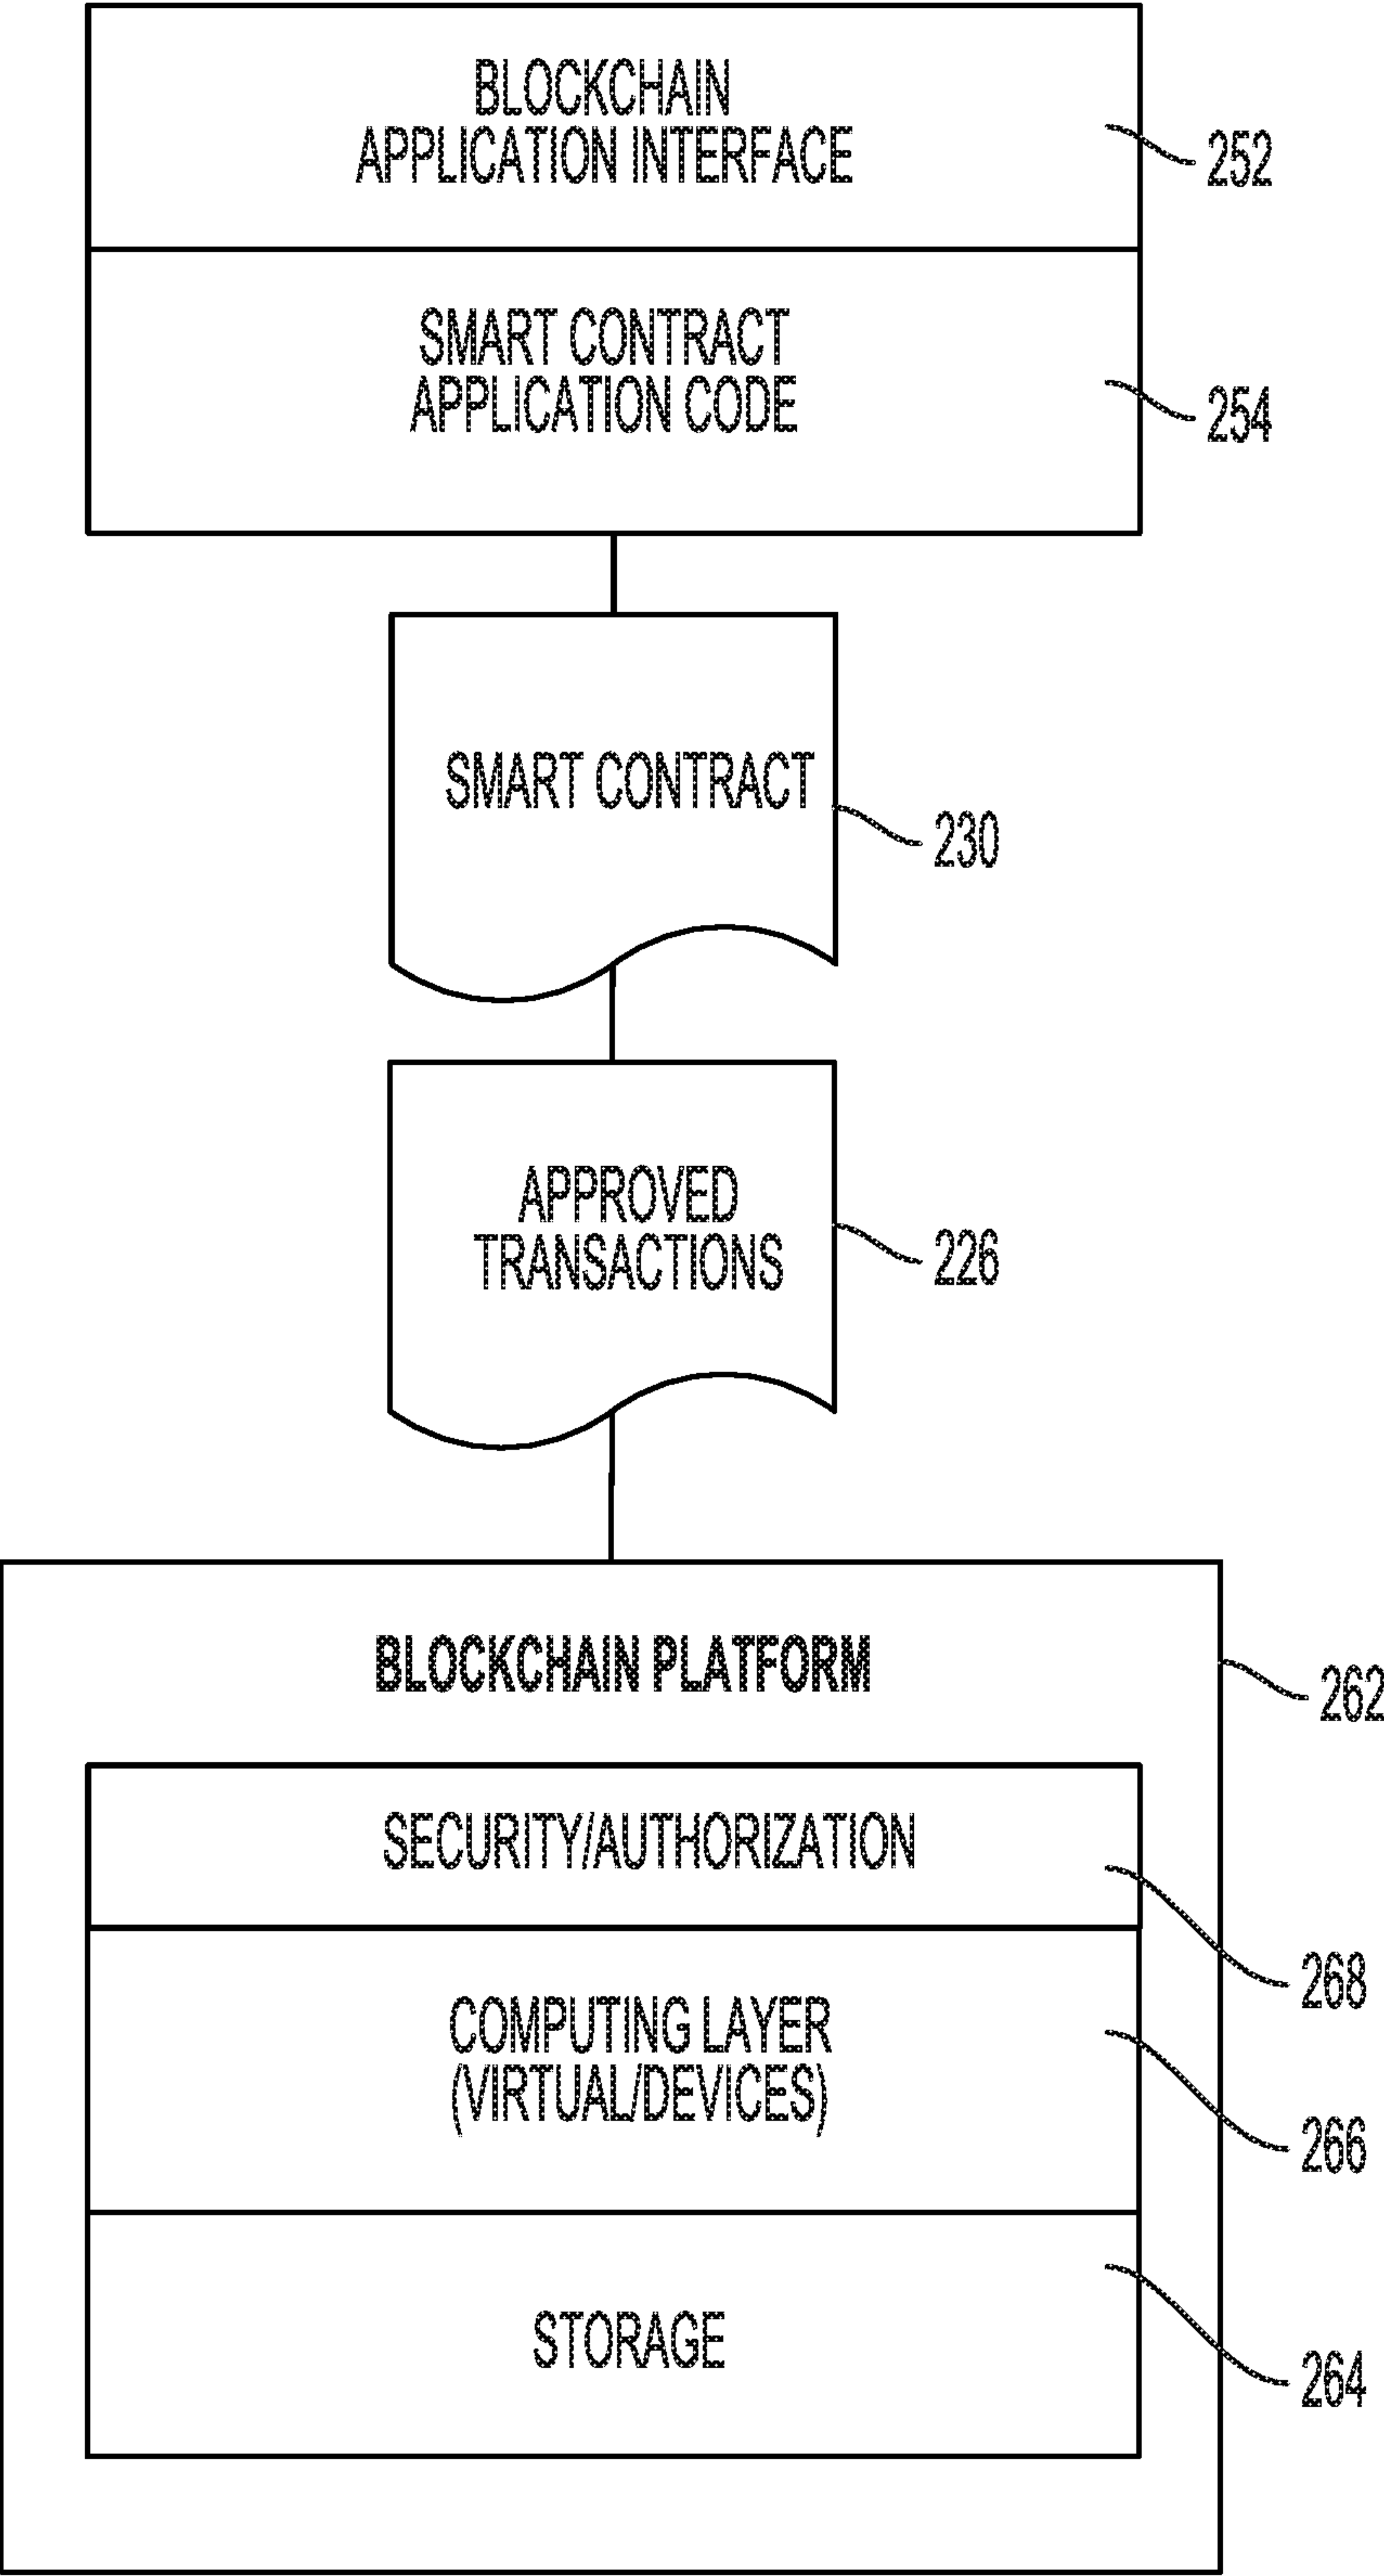 BLOCKCHAIN
APPLICATION INTERFACE
252
SMART CONTRACT
APPLICATION CODE
254
SMART CONTRACT
230
APPROVED
TRANSACTIONS
226
BLOCKCHAIN PLATFORM
262
SECURITY/AUTHORIZATION
268
COMPUTING LAYER
(VIRTUAL/DEVICES)
266
STORAGE
264